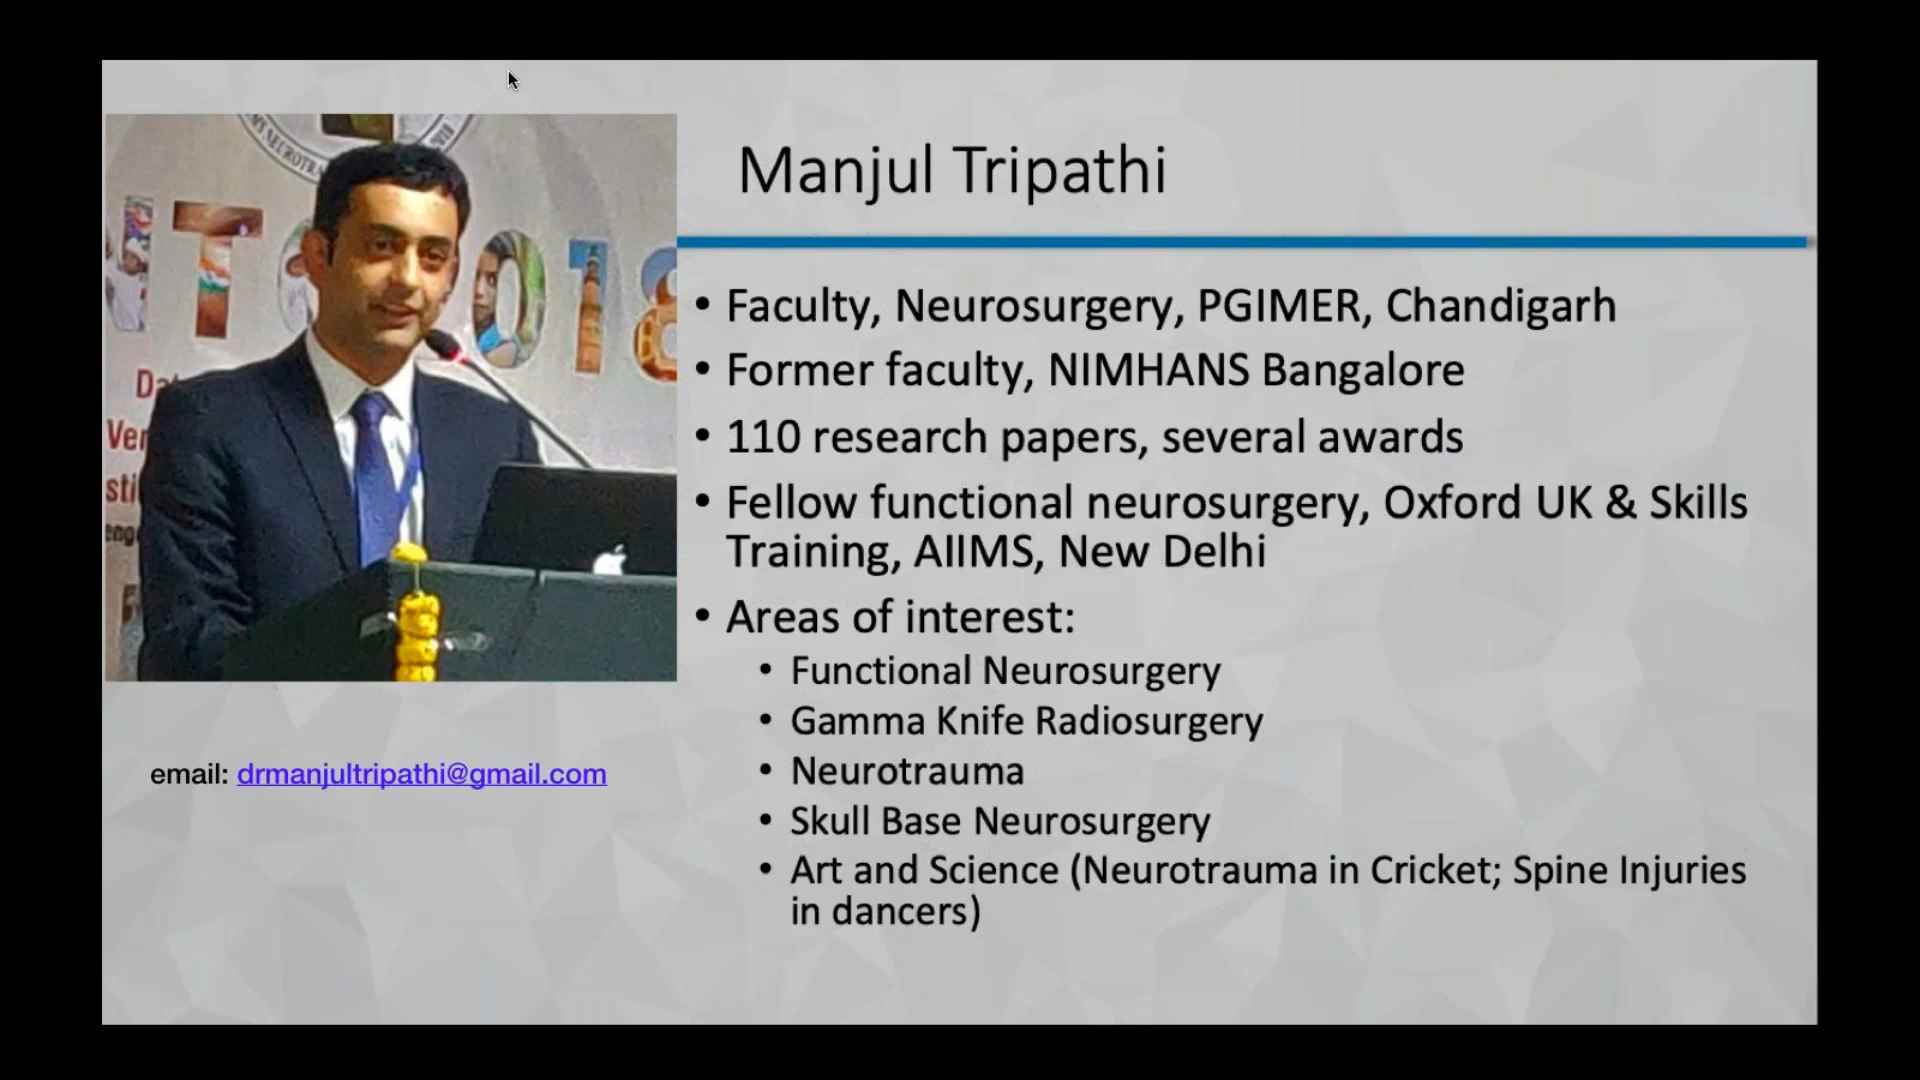 Manjul Tripathi
• Faculty, Neurosurgery, PGIMER, Chandigarh
• Former faculty, NIMHANS Bangalore
• 110 research papers, several awards
• Fellow functional neurosurgery, Oxford UK & Skills
Training, AIIMS, New Delhi
• Areas of interest:
• Functional Neurosurgery
• Gamma Knife Radiosurgery
• Neurotrauma
• Skull Base Neurosurgery
• Art and Science (Neurotrauma in Cricket; Spine Injuries
in dancers)
email: drmanjultripathi@gmail.com